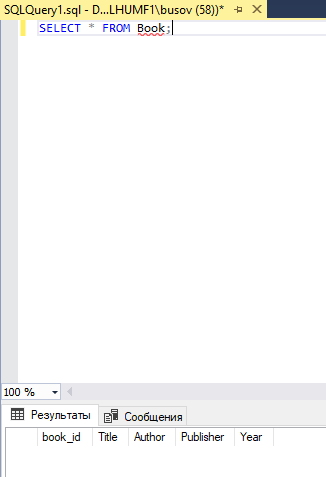 SQLQuery1.sql - D...LHUMF1\busov (58))*
SELECT * FROM Book;
100 %
Результаты Сообщения
book_id Title Author Publisher Year